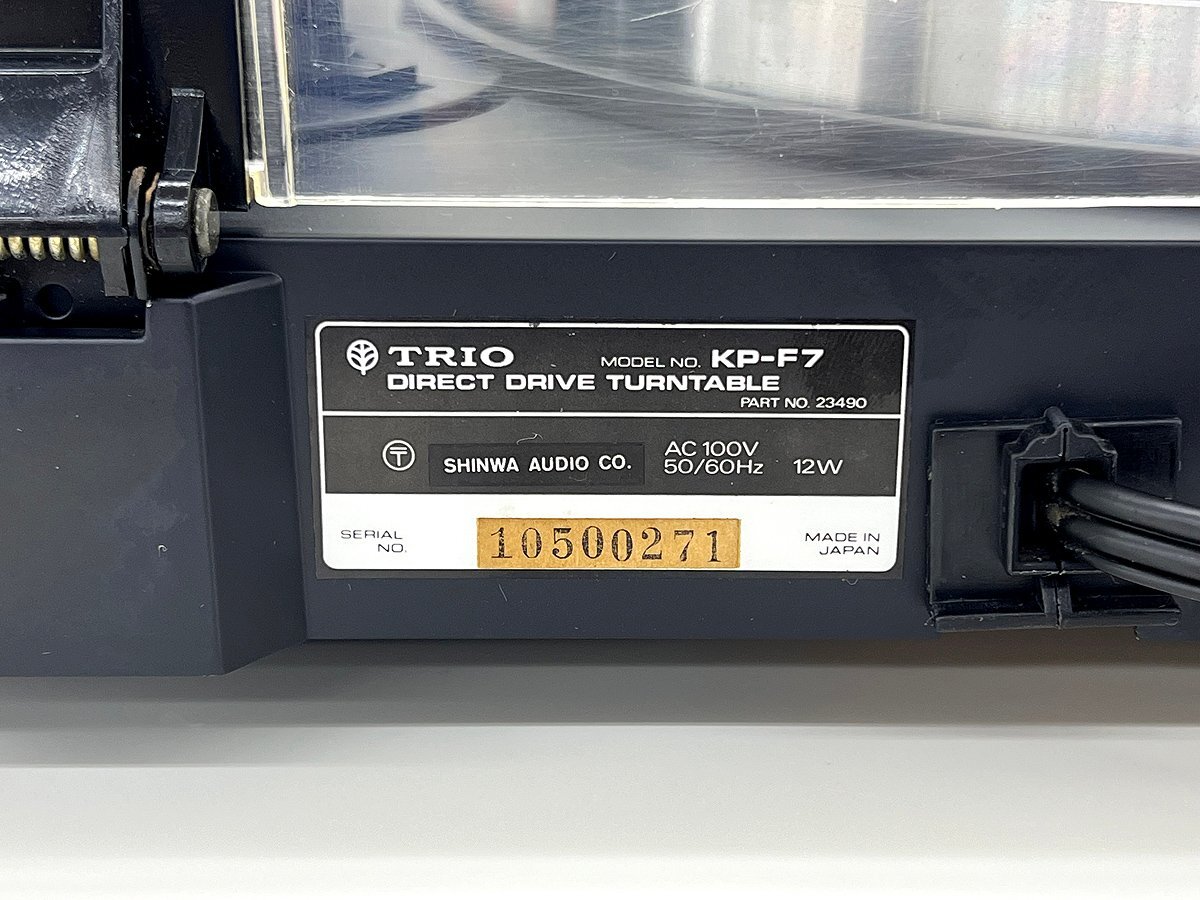 TRIO MODEL NO. KP-F7
DIRECT DRIVE TURNTABLE
PART NO. 23490
〒 SHINWA AUDIO CO. AC 100V
50/60Hz 12W
SERIAL NO. 10500271
MADE IN
JAPAN